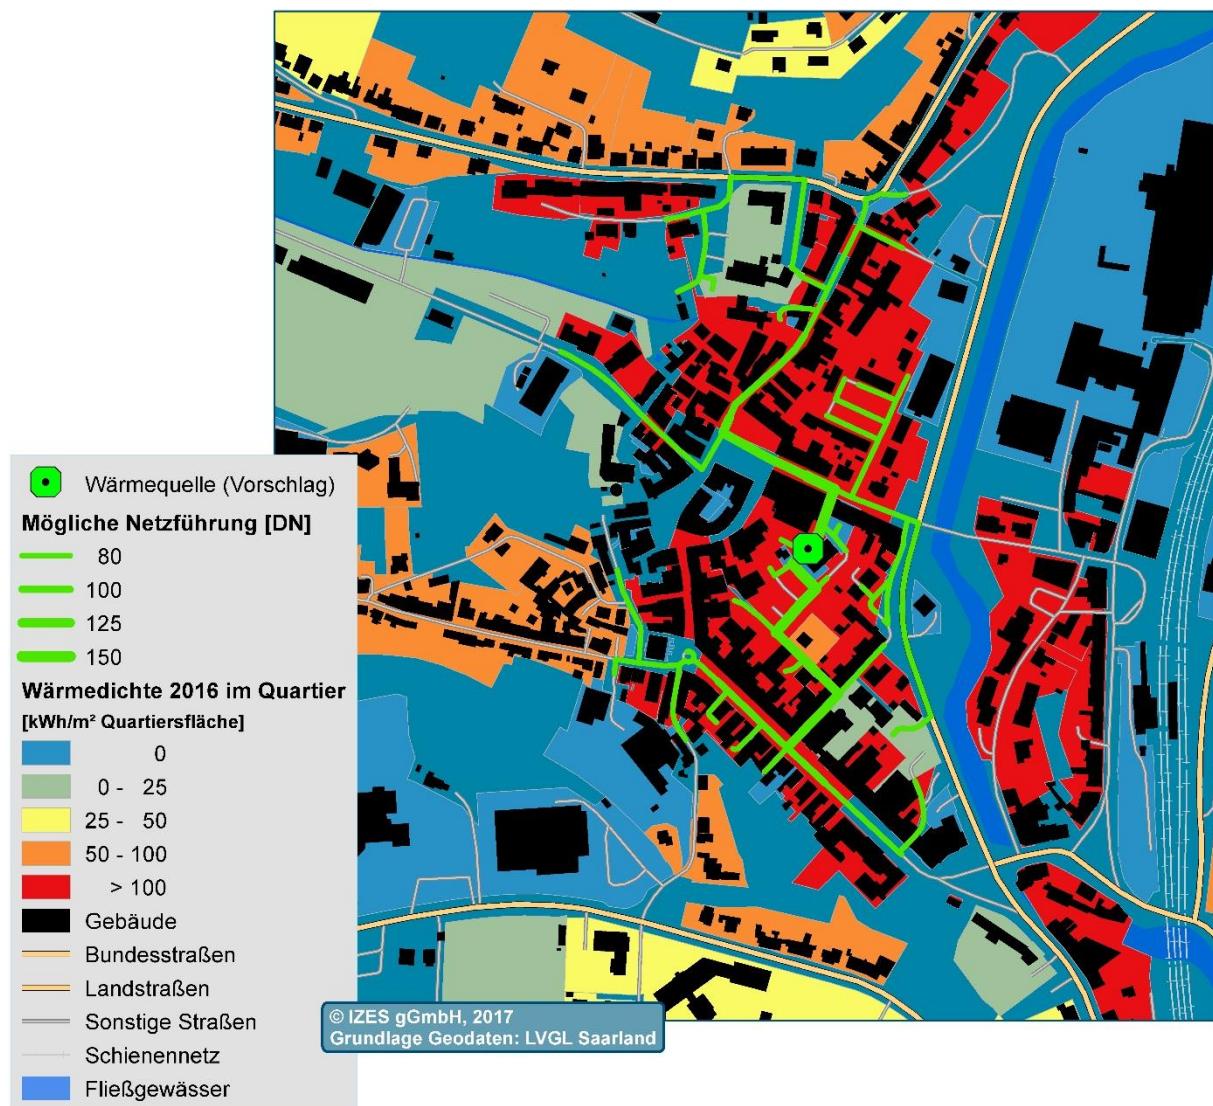 Wärmequelle (Vorschlag)
Mögliche Netzführung [DN]
80
100
125
150
Wärmedichte 2016 im Quartier
[kWh/m² Quartiersfläche]
0
0 - 25
25 - 50
50 - 100
> 100
Gebäude
Bundesstraßen
Landstraßen
Sonstige Straßen
Schienennetz
Fließgewässer
© IZES gGmbH, 2017
Grundlage Geodaten: LVGL Saarland